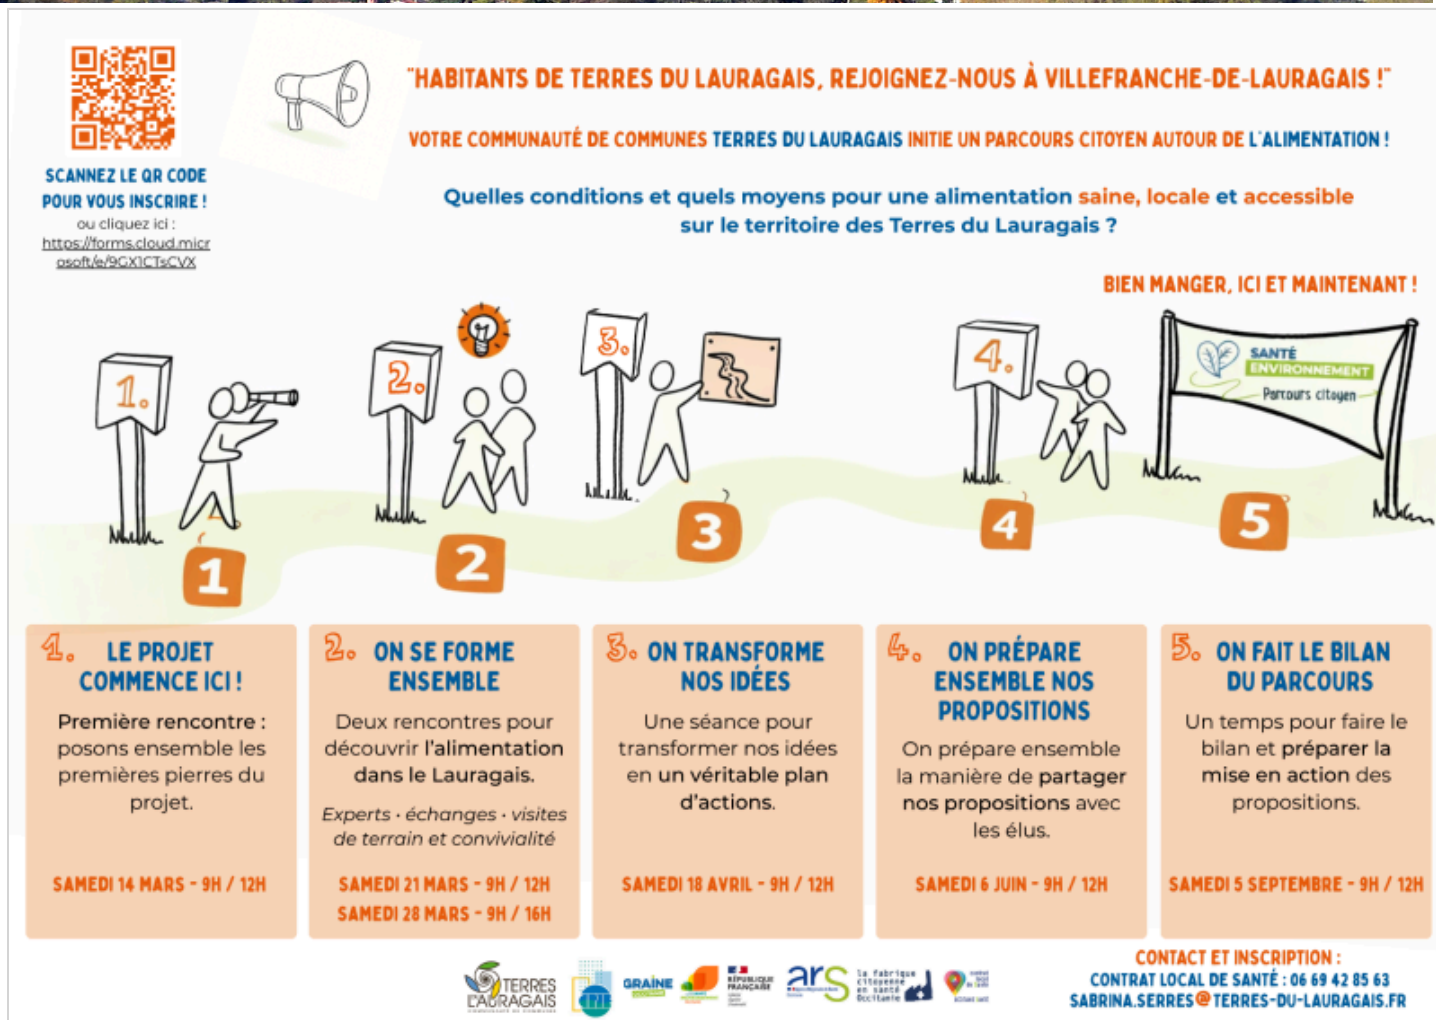 "HABITANTS DE TERRES DU LAURAGAIS, REJOIGNEZ-NOUS À VILLEFRANCHE-DE-LAURAGAIS !"
VOTRE COMMUNAUTÉ DE COMMUNES TERRES DU LAURAGAIS INITIE UN PARCOURS CITOYEN AUTOUR DE L'ALIMENTATION !
SCANNEZ LE QR CODE
POUR VOUS INSCRIRE !
ou cliquez ici :
https://forms.cloud.micr
osoft/e/9GX1CTsCVX
Quelles conditions et quels moyens pour une alimentation saine, locale et accessible
sur le territoire des Terres du Lauragais ?
BIEN MANGER, ICI ET MAINTENANT !
1.
2.
3.
4.
SANTÉ
ENVIRONNEMENT
Parcours citoyen
1
2
3
4
5
1. LE PROJET
COMMENCE ICI !
Première rencontre :
posons ensemble les
premières pierres du
projet.
SAMEDI 14 MARS - 9H / 12H
2. ON SE FORME
ENSEMBLE
Deux rencontres pour
découvrir l'alimentation
dans le Lauragais.
Experts · échanges · visites
de terrain et convivialité
SAMEDI 21 MARS - 9H / 12H
SAMEDI 28 MARS - 9H / 16H
3. ON TRANSFORME
NOS IDÉES
Une séance pour
transformer nos idées
en un véritable plan
d'actions.
SAMEDI 18 AVRIL - 9H / 12H
4. ON PRÉPARE
ENSEMBLE NOS
PROPOSITIONS
On prépare ensemble
la manière de partager
nos propositions avec
les élus.
SAMEDI 6 JUIN - 9H / 12H
5. ON FAIT LE BILAN
DU PARCOURS
Un temps pour faire le
bilan et préparer la
mise en action des
propositions.
SAMEDI 5 SEPTEMBRE - 9H / 12H
TERRES
LAURAGAIS
GRAINE
RÉPUBLIQUE
FRANÇAISE
ars
la fabrique
citoyenne
en santé
Occitanie
CONTACT ET INSCRIPTION :
CONTRAT LOCAL DE SANTÉ : 06 69 42 85 63
SABRINA.SERRES@TERRES-DU-LAURAGAIS.FR